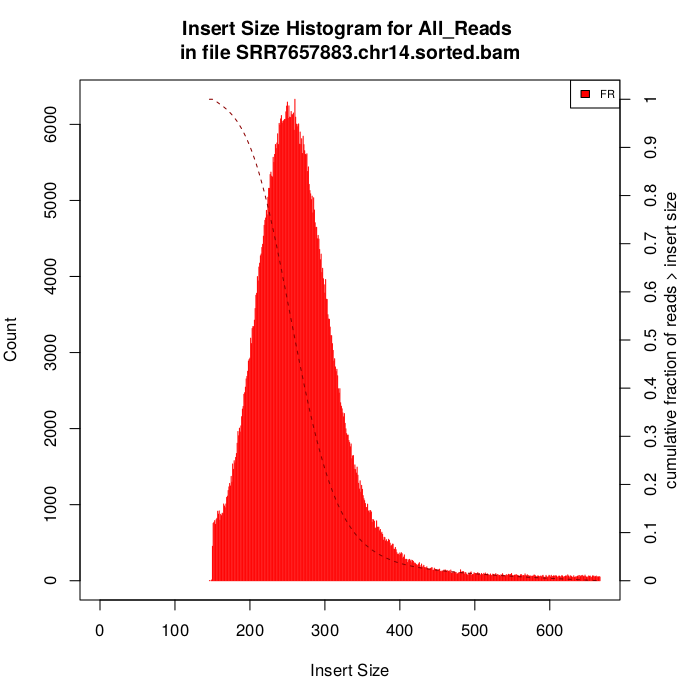 Insert Size Histogram for All_Reads
in file SRR7657883.chr14.sorted.bam
FR
Count
0
1000
2000
3000
4000
5000
6000
0
0.1
0.2
0.3
0.4
0.5
0.6
0.7
0.8
0.9
1
cumulative fraction of reads > insert size
0 100 200 300 400 500 600
Insert Size